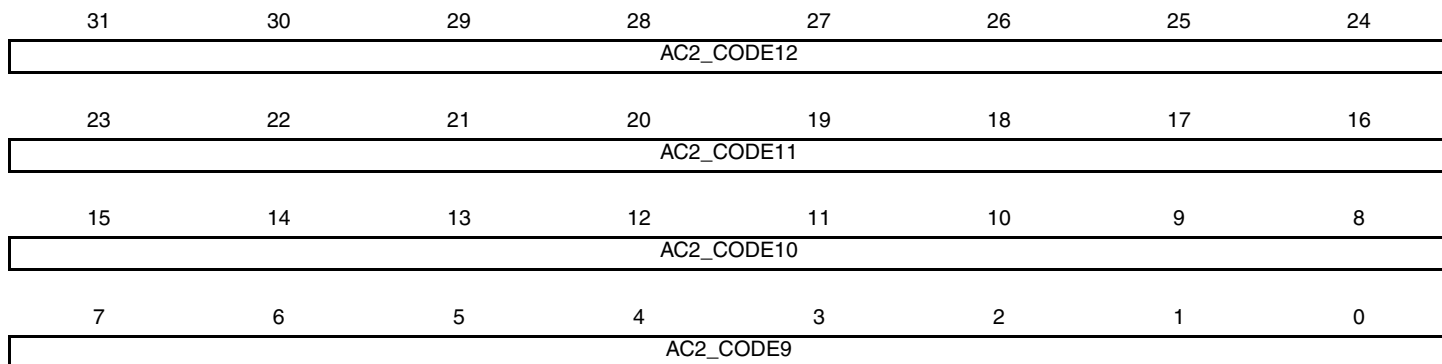 31 30 29 28 27 26 25 24
AC2_CODE12
23 22 21 20 19 18 17 16
AC2_CODE11
15 14 13 12 11 10 9 8
AC2_CODE10
7 6 5 4 3 2 1 0
AC2_CODE9